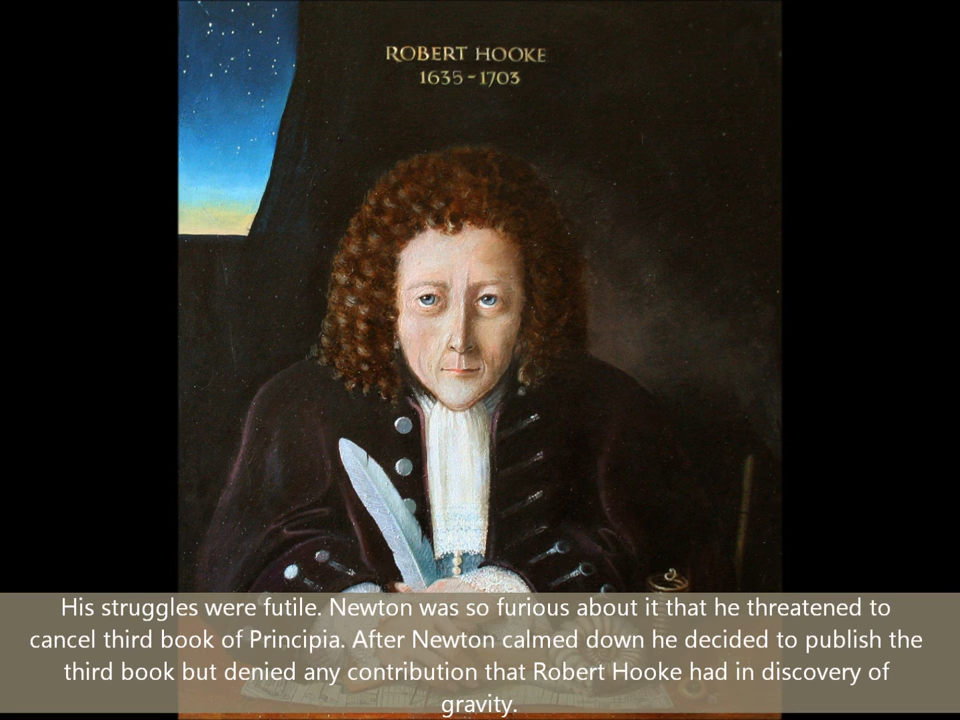 ROBERT HOOKE
1635-1703
His struggles were futile. Newton was so furious about it that he threatened to
cancel third book of Principia. After Newton calmed down he decided to publish the
third book but denied any contribution that Robert Hooke had in discovery of
gravity.